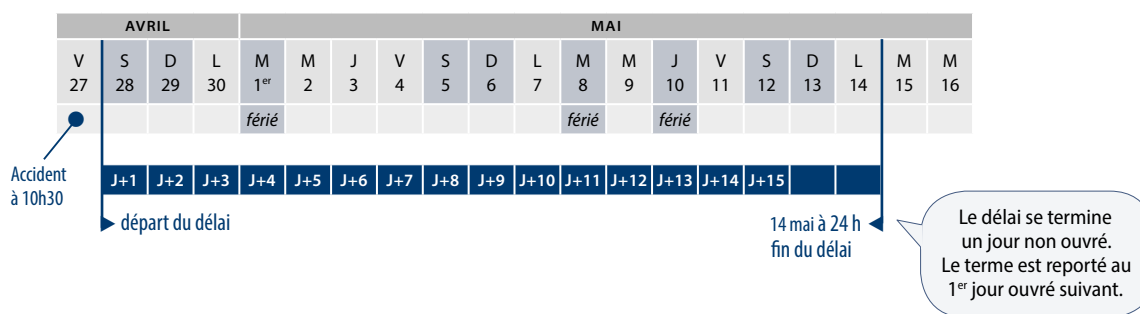 AVRIL MAI
V S D L M M J V S D L M M J V S D L M M
27 28 29 30 1er 2 3 4 5 6 7 8 9 10 11 12 13 14 15 16
férié férié férié
Accident
à 10h30
J+1 J+2 J+3 J+4 J+5 J+6 J+7 J+8 J+9 J+10 J+11 J+12 J+13 J+14 J+15
départ du délai
14 mai à 24 h
fin du délai
Le délai se termine
un jour non ouvré.
Le terme est reporté au
1er jour ouvré suivant.